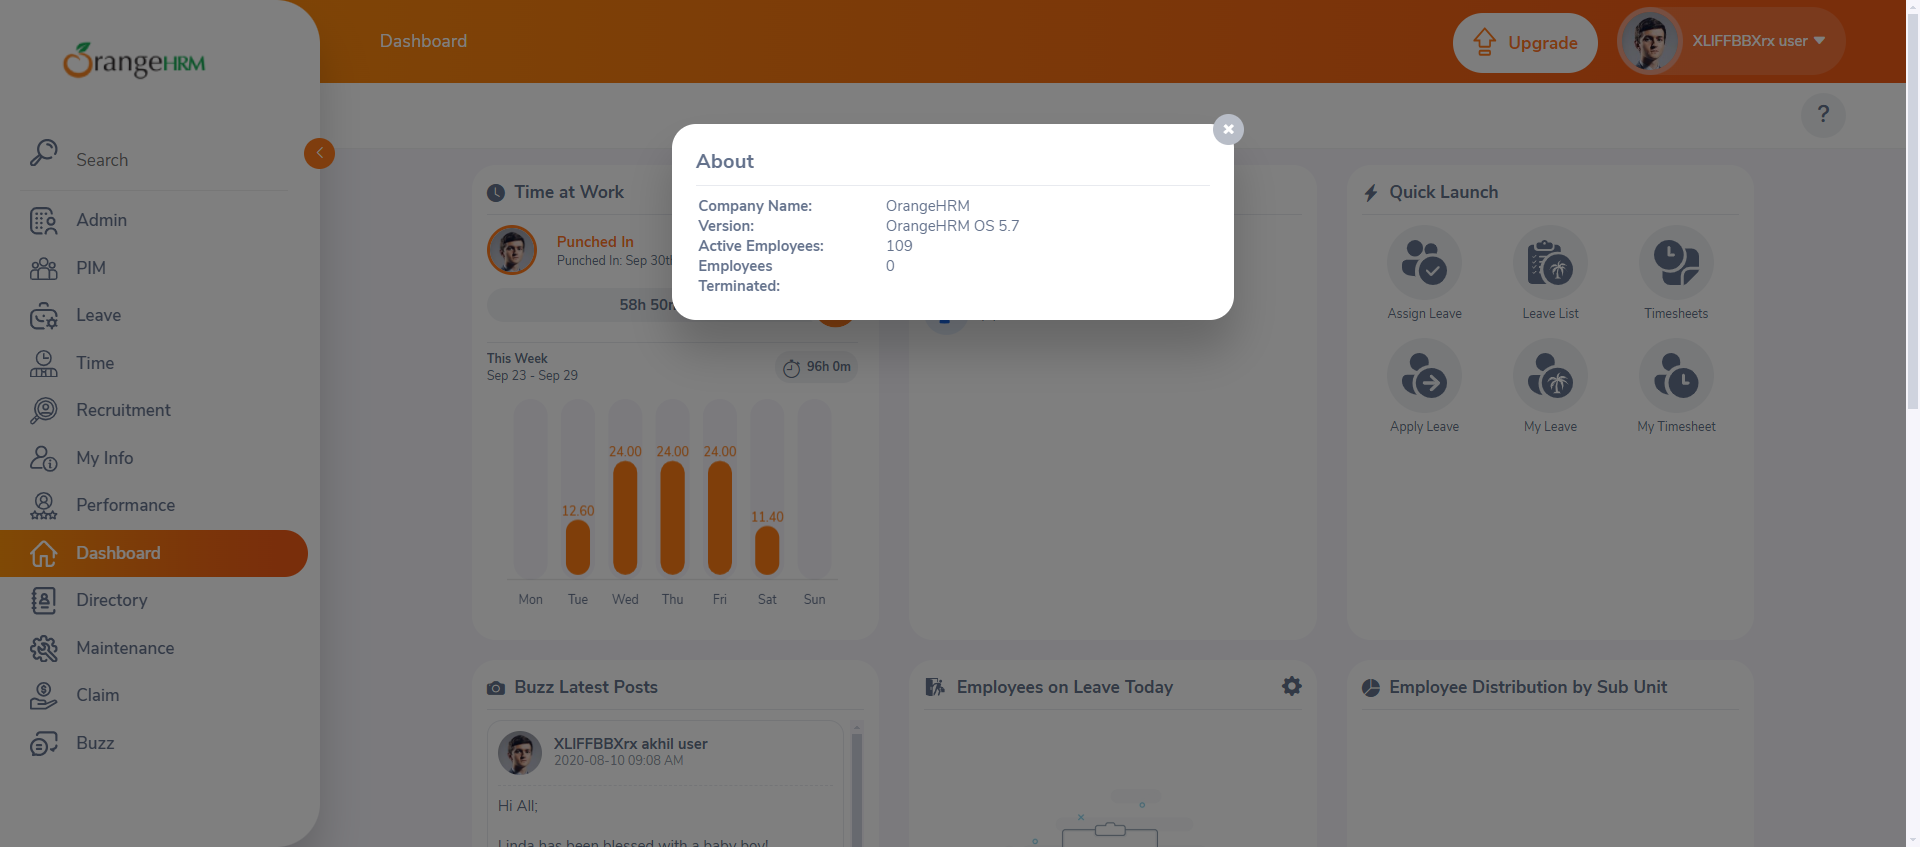 OrangeHRM
Dashboard
Upgrade
XLIFFBBXrx user
?
Search
Admin
PIM
Leave
Time
Recruitment
My Info
Performance
Dashboard
Directory
Maintenance
Claim
Buzz
About
Company Name: OrangeHRM
Version: OrangeHRM OS 5.7
Active Employees: 109
Employees Terminated: 0
Time at Work
Punched In
Punched In: Sep 30th
58h 50m
This Week
Sep 23 - Sep 29
96h 0m
24.00 24.00 24.00
12.60
11.40
Mon Tue Wed Thu Fri Sat Sun
Quick Launch
Assign Leave Leave List Timesheets
Apply Leave My Leave My Timesheet
Buzz Latest Posts
XLIFFBBXrx akhil user
2020-08-10 09:08 AM
Hi All;
Linda has been blessed with a baby boy!
Employees on Leave Today
Employee Distribution by Sub Unit